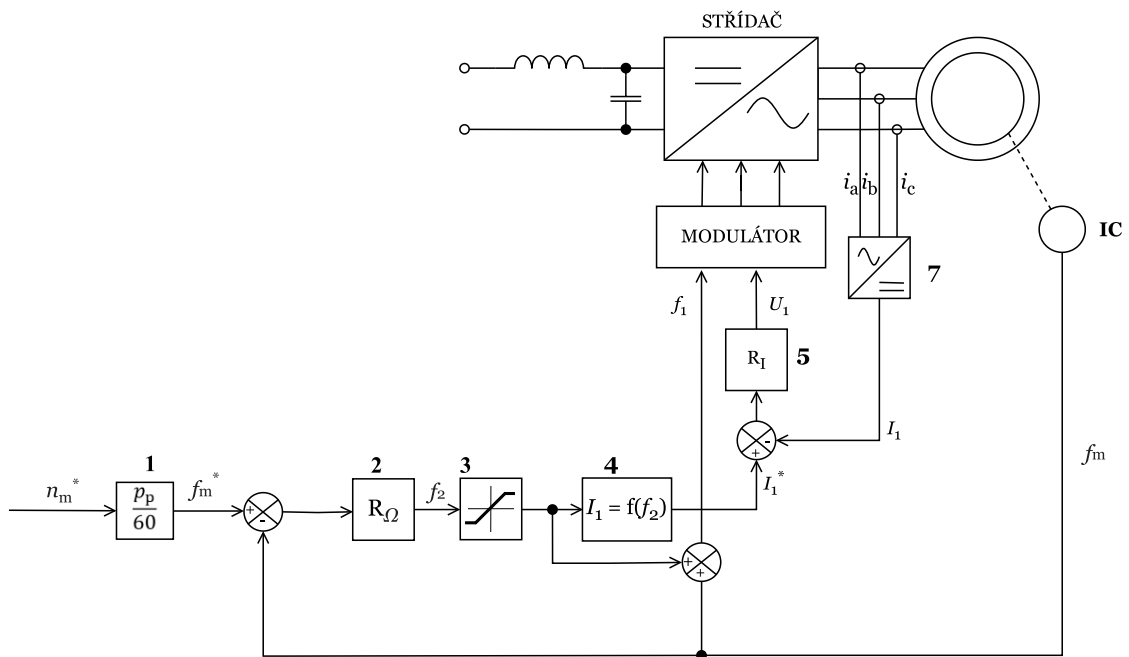 STŘÍDAČ
i_a i_b i_c
IC
MODULÁTOR
7
f_1 U_1
R_I 5
-
I_1
+
f_m
1 2 3 4
n_m^* p_p/60 f_m^* + - R_Ω f_2 I_1 = f(f_2) I_1^*
+ +